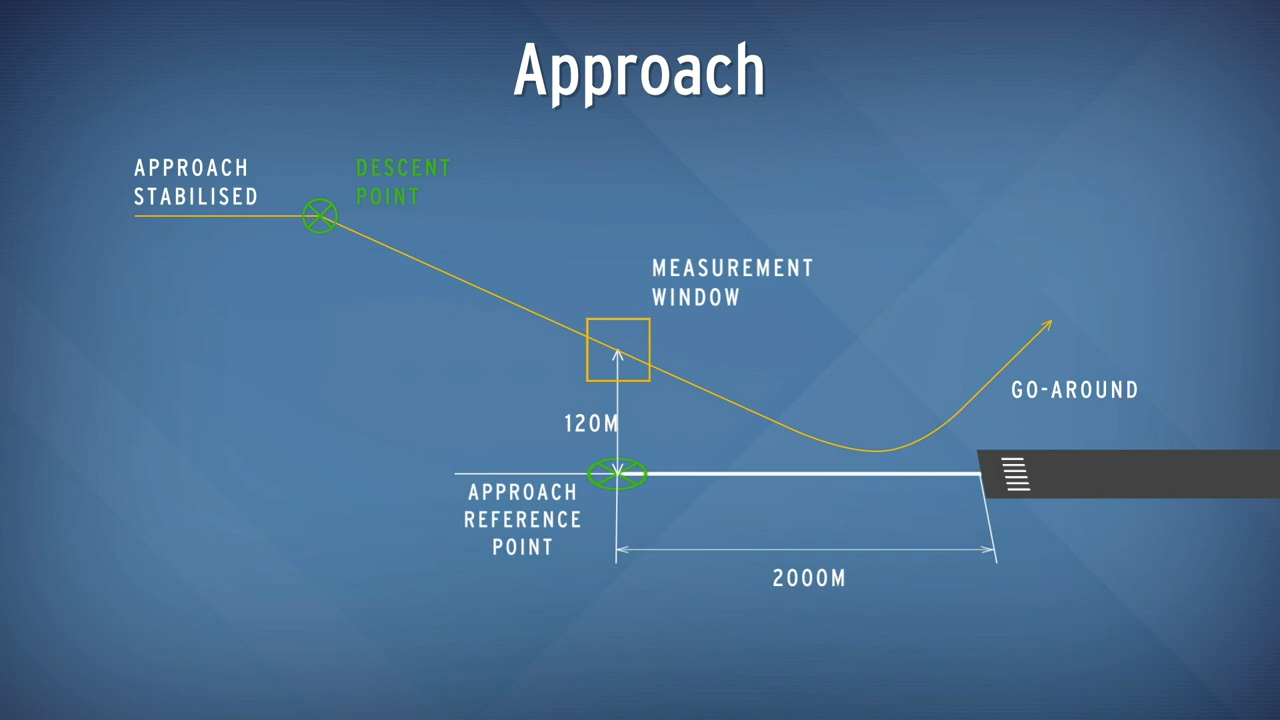 Approach
APPROACH
STABILISED
DESCENT
POINT
MEASUREMENT
WINDOW
GO-AROUND
120M
APPROACH
REFERENCE
POINT
2000M